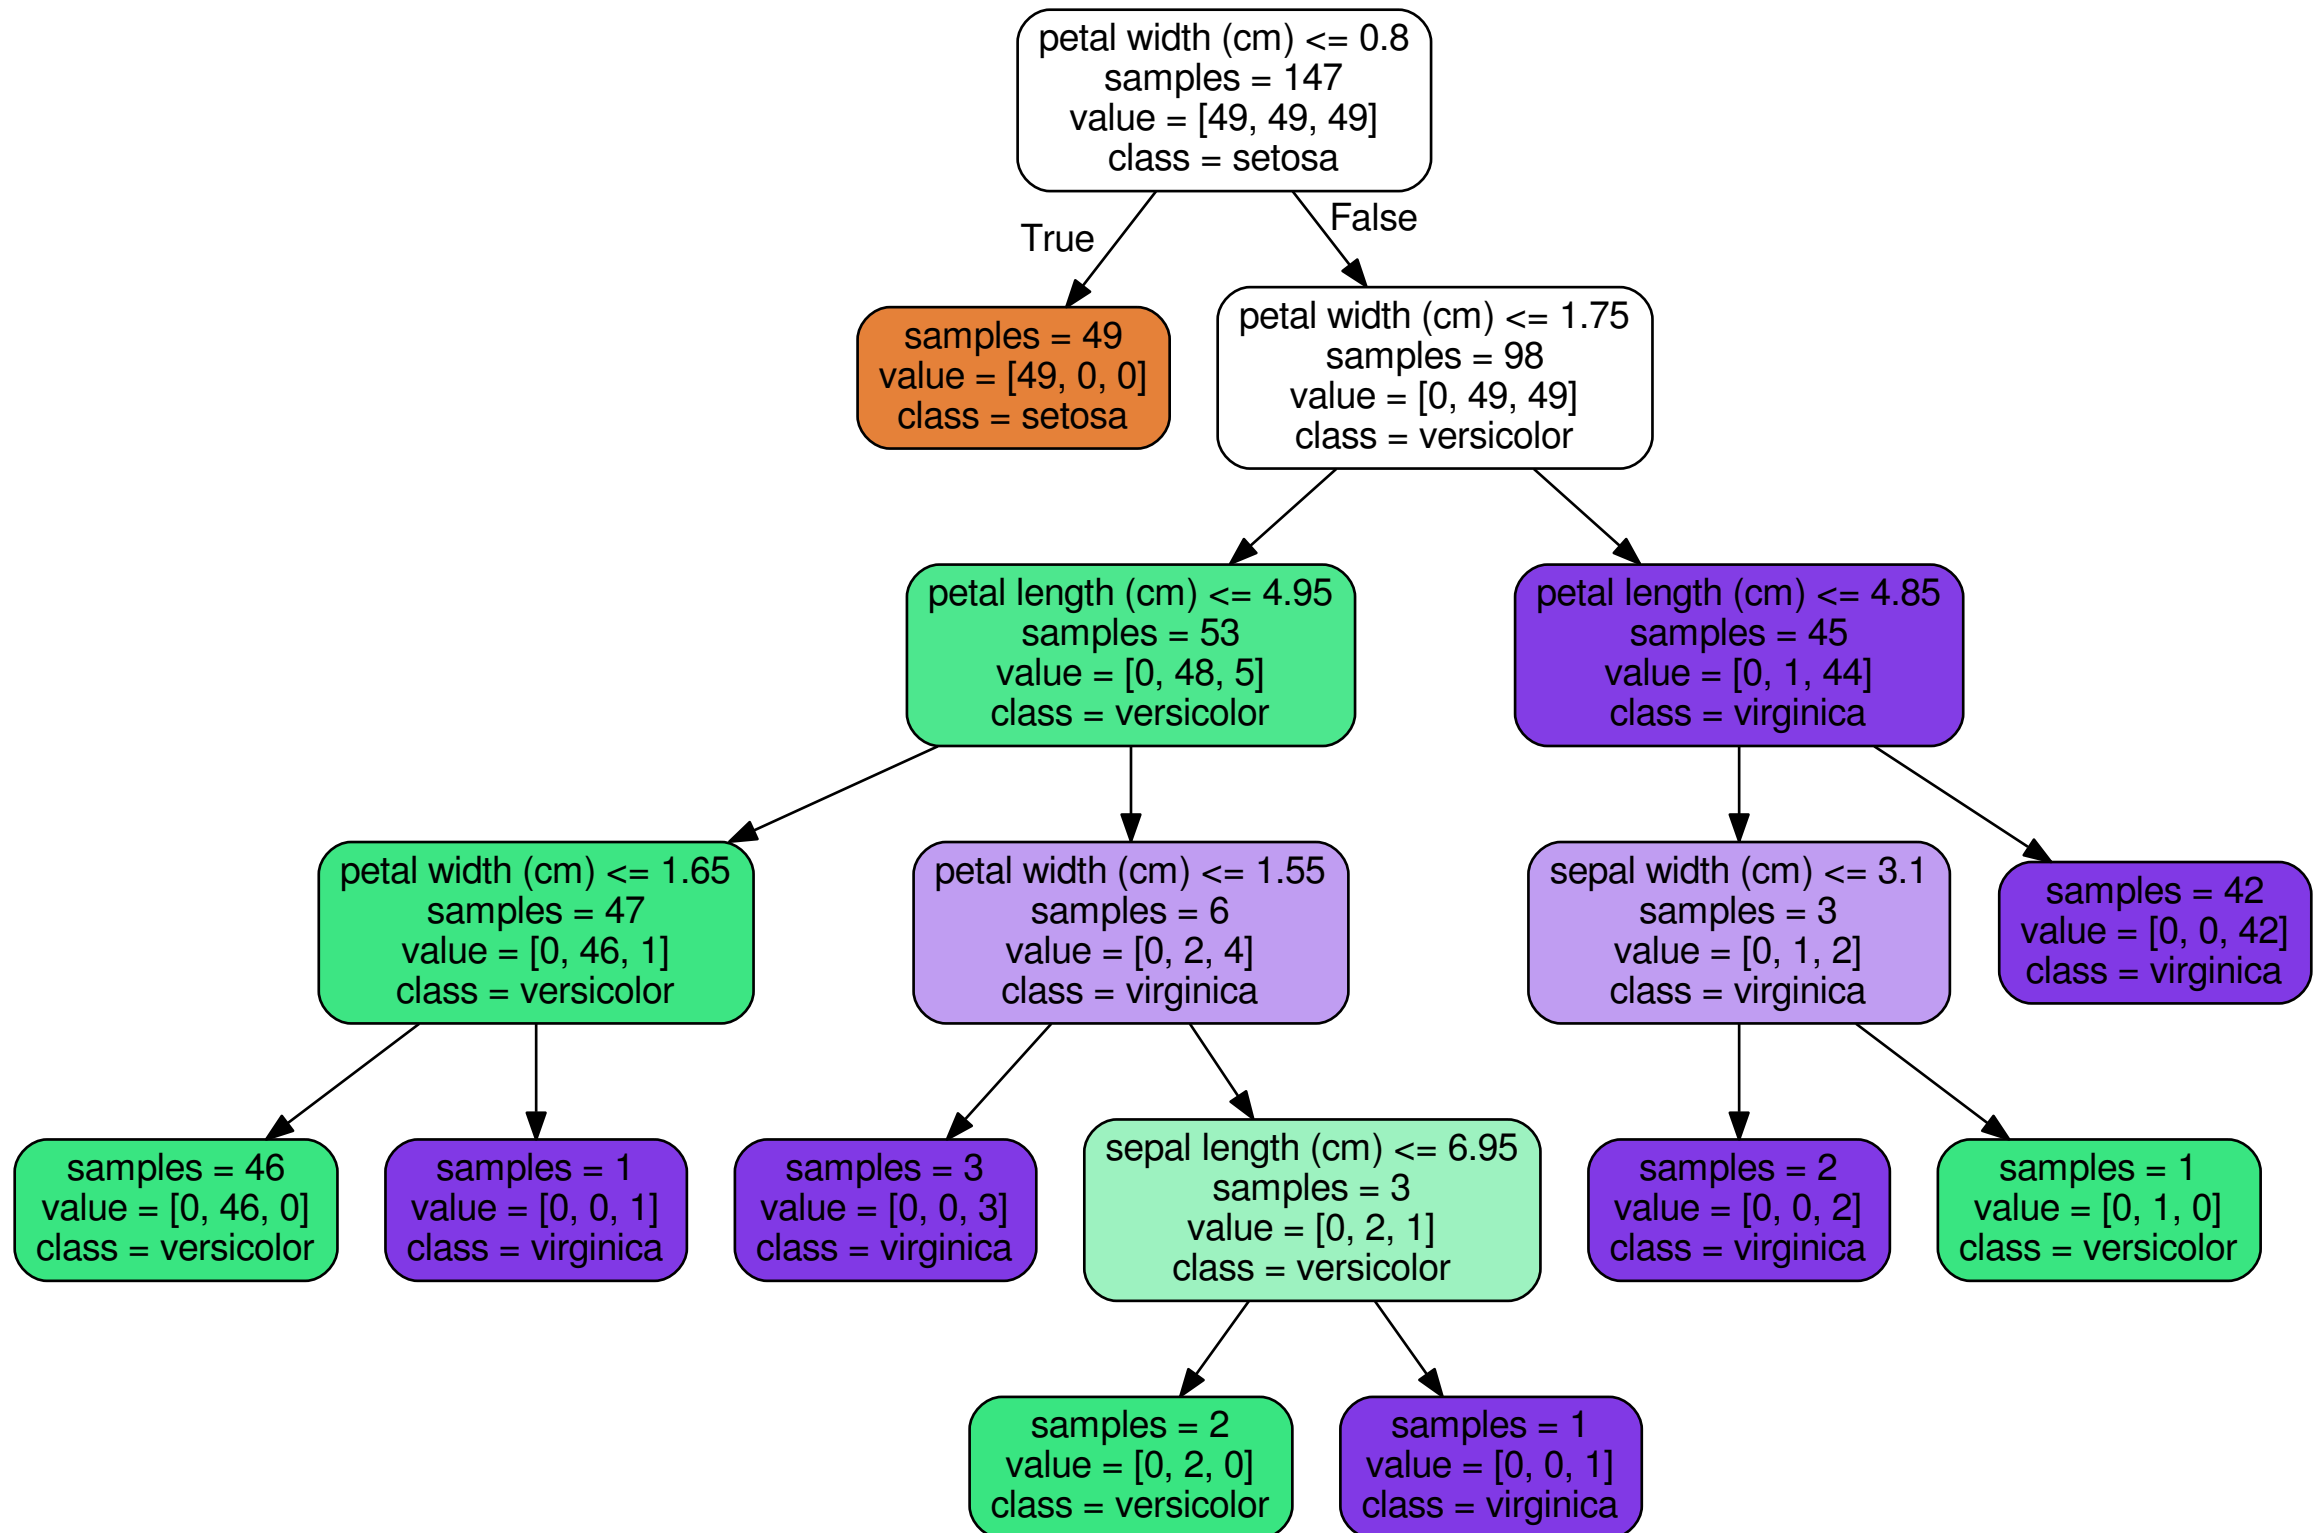 petal width (cm) <= 0.8
samples = 147
value = [49, 49, 49]
class = setosa
True
False
samples = 49
value = [49, 0, 0]
class = setosa
petal width (cm) <= 1.75
samples = 98
value = [0, 49, 49]
class = versicolor
petal length (cm) <= 4.95
samples = 53
value = [0, 48, 5]
class = versicolor
petal length (cm) <= 4.85
samples = 45
value = [0, 1, 44]
class = virginica
petal width (cm) <= 1.65
samples = 47
value = [0, 46, 1]
class = versicolor
petal width (cm) <= 1.55
samples = 6
value = [0, 2, 4]
class = virginica
sepal width (cm) <= 3.1
samples = 3
value = [0, 1, 2]
class = virginica
samples = 42
value = [0, 0, 42]
class = virginica
samples = 46
value = [0, 46, 0]
class = versicolor
samples = 1
value = [0, 0, 1]
class = virginica
samples = 3
value = [0, 0, 3]
class = virginica
sepal length (cm) <= 6.95
samples = 3
value = [0, 2, 1]
class = versicolor
samples = 2
value = [0, 0, 2]
class = virginica
samples = 1
value = [0, 1, 0]
class = versicolor
samples = 2
value = [0, 2, 0]
class = versicolor
samples = 1
value = [0, 0, 1]
class = virginica